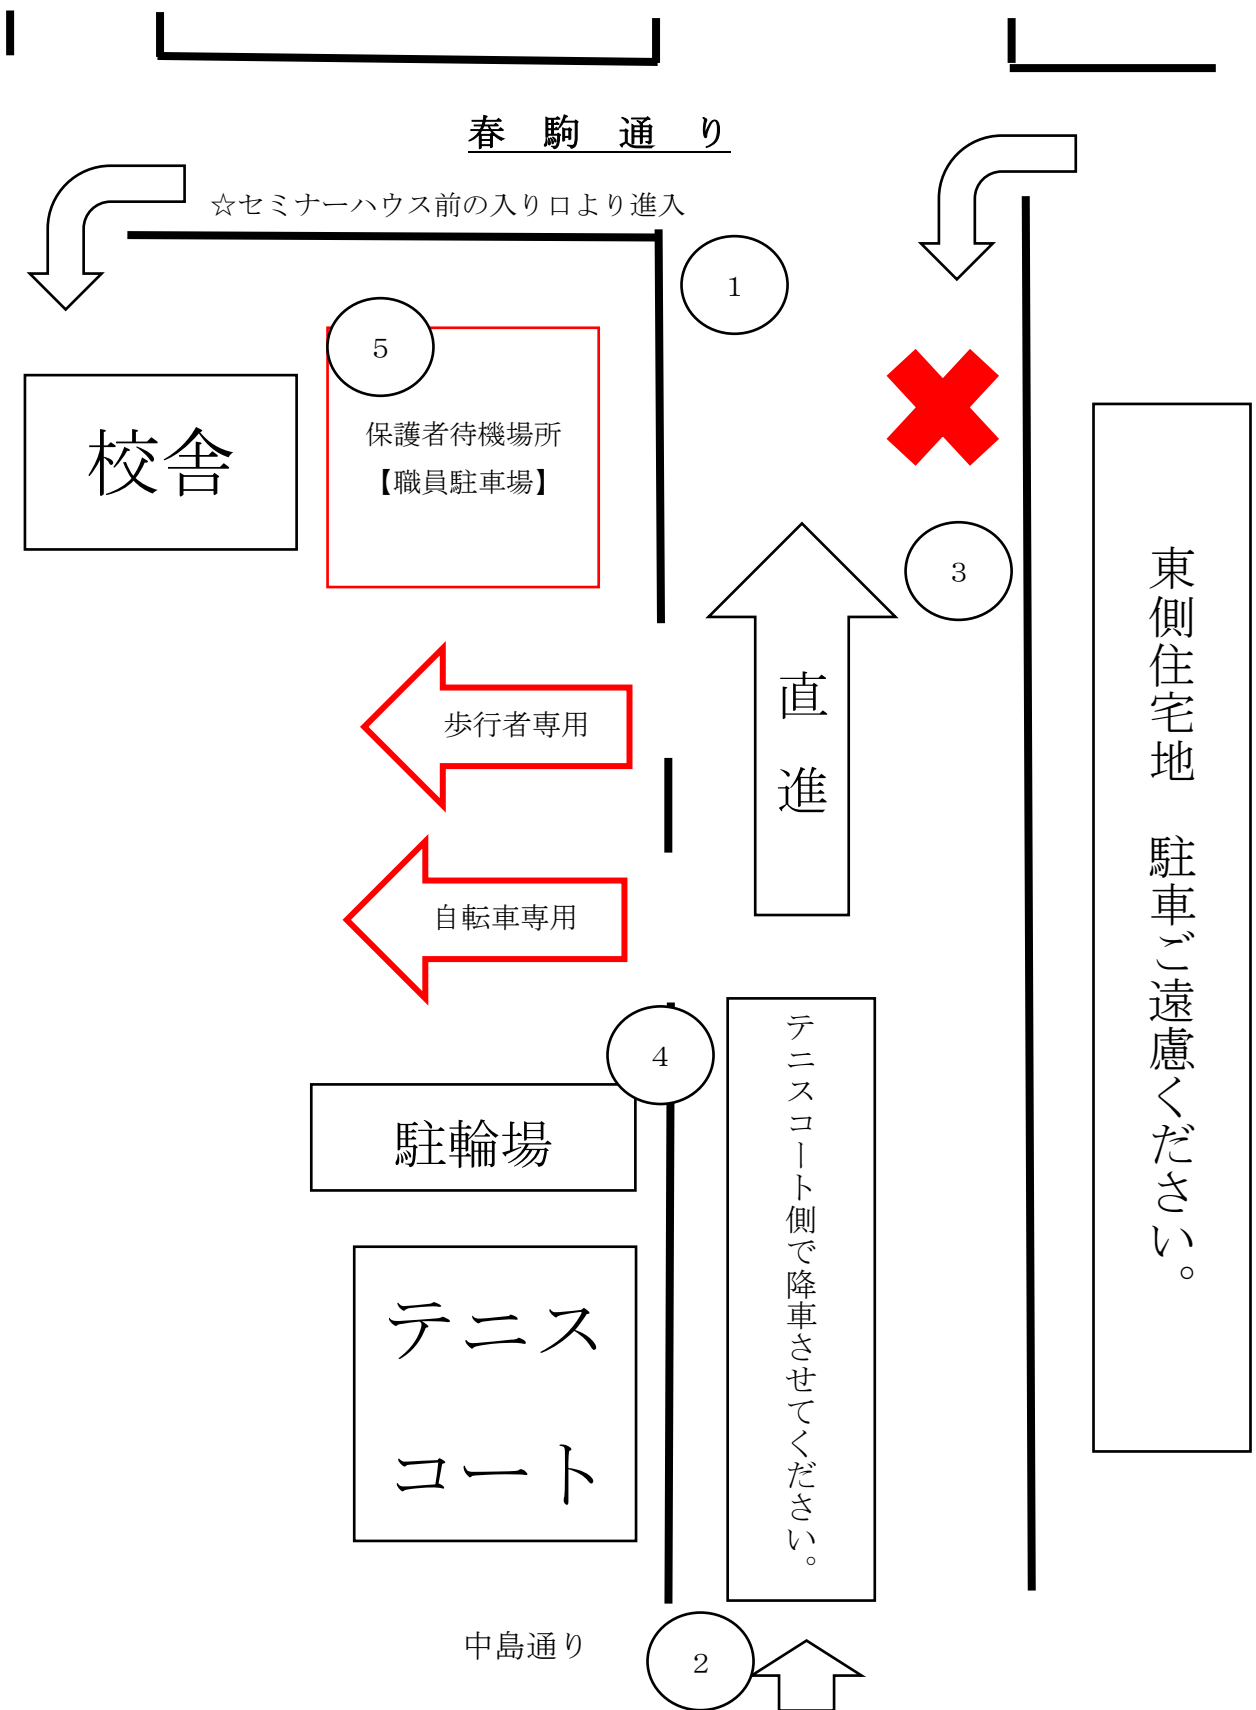 春　駒　通　り
☆セミナーハウス前の入り口より進入
1
5
保護者待機場所
【職員駐車場】
校舎
3
直進
歩行者専用
自転車専用
東側住宅地　駐車ご遠慮ください。
4
テニスコート側で降車させてください。
駐輪場
テニス
コート
中島通り
2